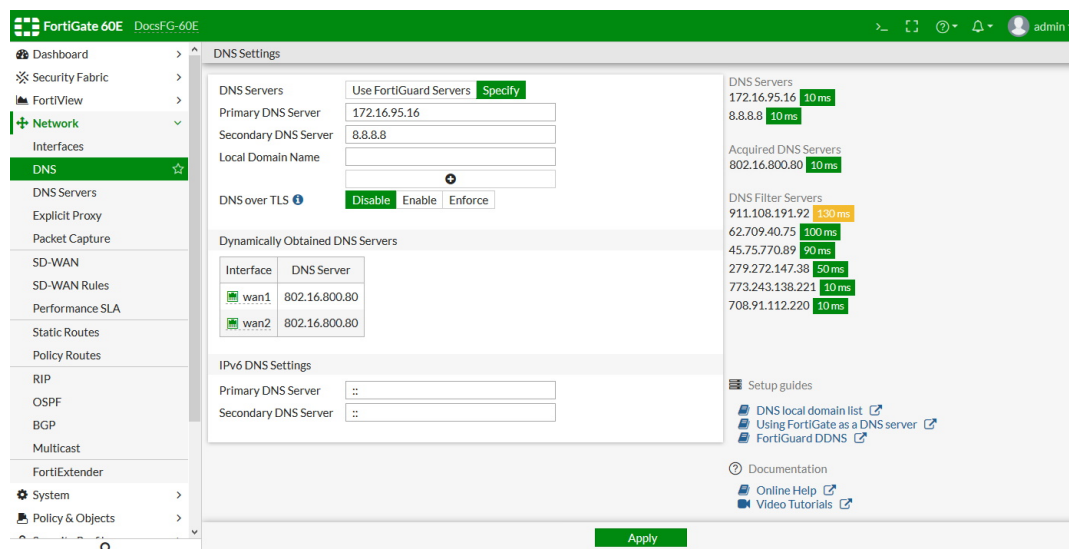 FortiGate 60E DocsFG-60E
>_ admin
Dashboard
Security Fabric
FortiView
Network
Interfaces
DNS
DNS Servers
Explicit Proxy
Packet Capture
SD-WAN
SD-WAN Rules
Performance SLA
Static Routes
Policy Routes
RIP
OSPF
BGP
Multicast
FortiExtender
System
Policy & Objects
DNS Settings
DNS Servers Use FortiGuard Servers Specify
Primary DNS Server 172.16.95.16
Secondary DNS Server 8.8.8.8
Local Domain Name
DNS over TLS Disable Enable Enforce
Dynamically Obtained DNS Servers
Interface DNS Server
wan1 802.16.800.80
wan2 802.16.800.80
IPv6 DNS Settings
Primary DNS Server ::
Secondary DNS Server ::
DNS Servers
172.16.95.16 10 ms
8.8.8.8 10 ms
Acquired DNS Servers
802.16.800.80 10 ms
DNS Filter Servers
911.108.191.92 130 ms
62.709.40.75 100 ms
45.75.770.89 90 ms
279.272.147.38 50 ms
773.243.138.221 10 ms
708.91.112.220 10 ms
Setup guides
DNS local domain list
Using FortiGate as a DNS server
FortiGuard DDNS
Documentation
Online Help
Video Tutorials
Apply